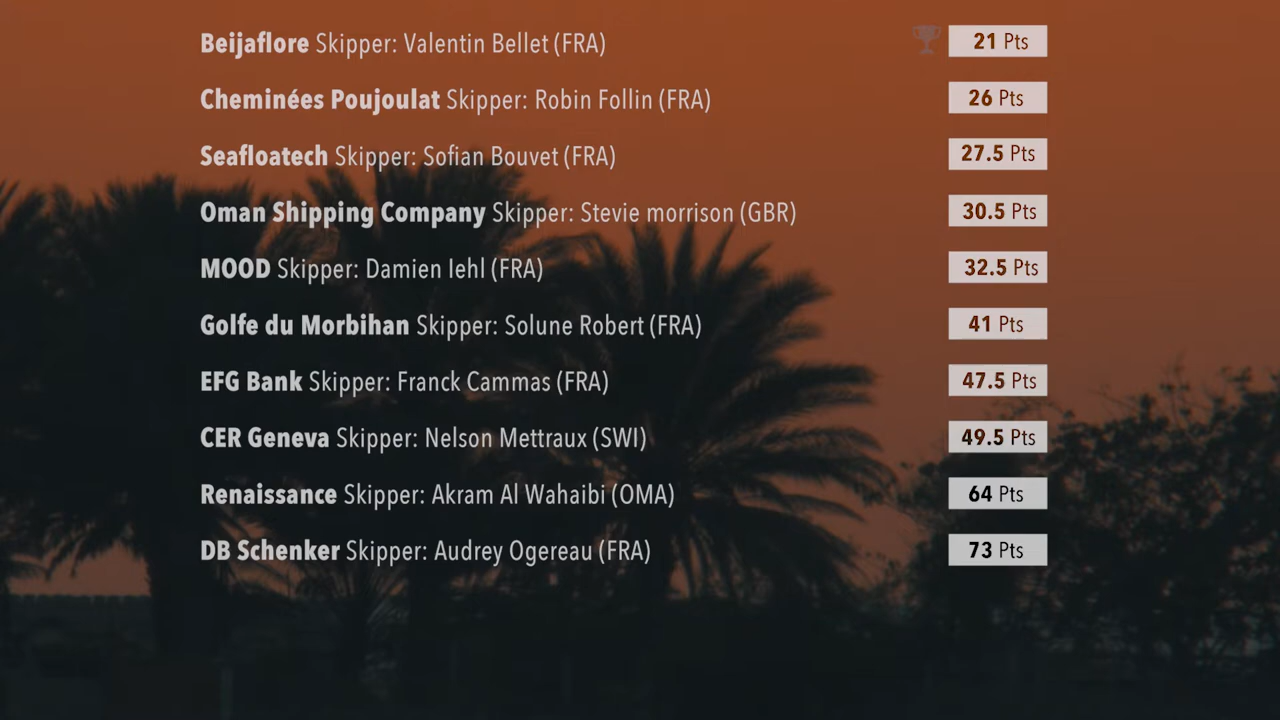 Beijaflore Skipper: Valentin Bellet (FRA) 21 Pts
Cheminées Poujoulat Skipper: Robin Follin (FRA) 26 Pts
Seafloatech Skipper: Sofian Bouvet (FRA) 27.5 Pts
Oman Shipping Company Skipper: Stevie morrison (GBR) 30.5 Pts
MOOD Skipper: Damien Iehl (FRA) 32.5 Pts
Golfe du Morbihan Skipper: Solune Robert (FRA) 41 Pts
EFG Bank Skipper: Franck Cammas (FRA) 47.5 Pts
CER Geneva Skipper: Nelson Mettraux (SWI) 49.5 Pts
Renaissance Skipper: Akram Al Wahaibi (OMA) 64 Pts
DB Schenker Skipper: Audrey Ogereau (FRA) 73 Pts